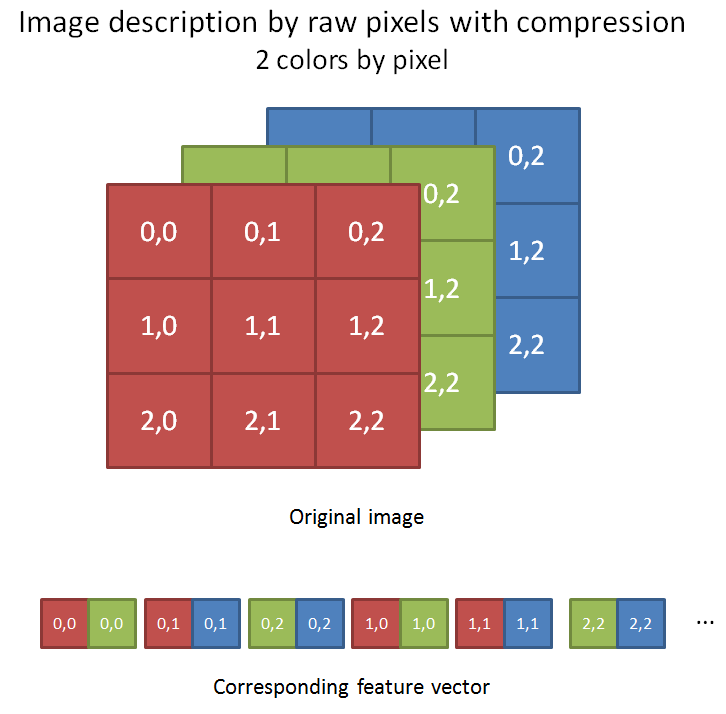 Image description by raw pixels with compression
2 colors by pixel
0,2
0,2
0,0 0,1 0,2
1,2
1,2
1,0 1,1 1,2
2,2
2,2
2,0 2,1 2,2
Original image
0,0 0,0 0,1 0,1 0,2 0,2 1,0 1,0 1,1 1,1 2,2 2,2 ...
Corresponding feature vector